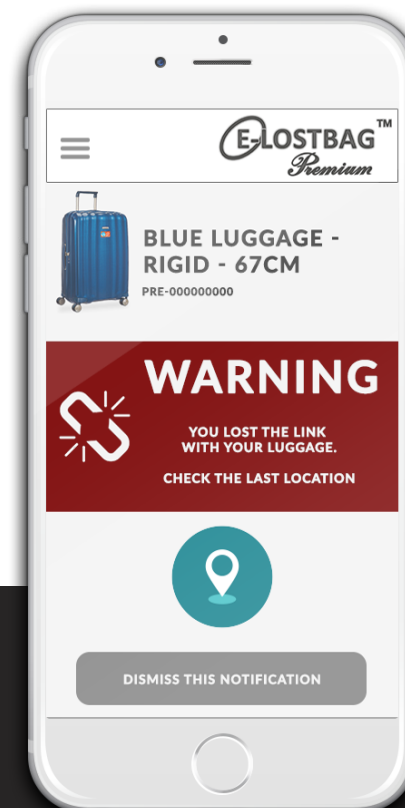 E-LOSTBAG™
Premium
BLUE LUGGAGE -
RIGID - 67CM
PRE-000000000
WARNING
YOU LOST THE LINK
WITH YOUR LUGGAGE.
CHECK THE LAST LOCATION
DISMISS THIS NOTIFICATION